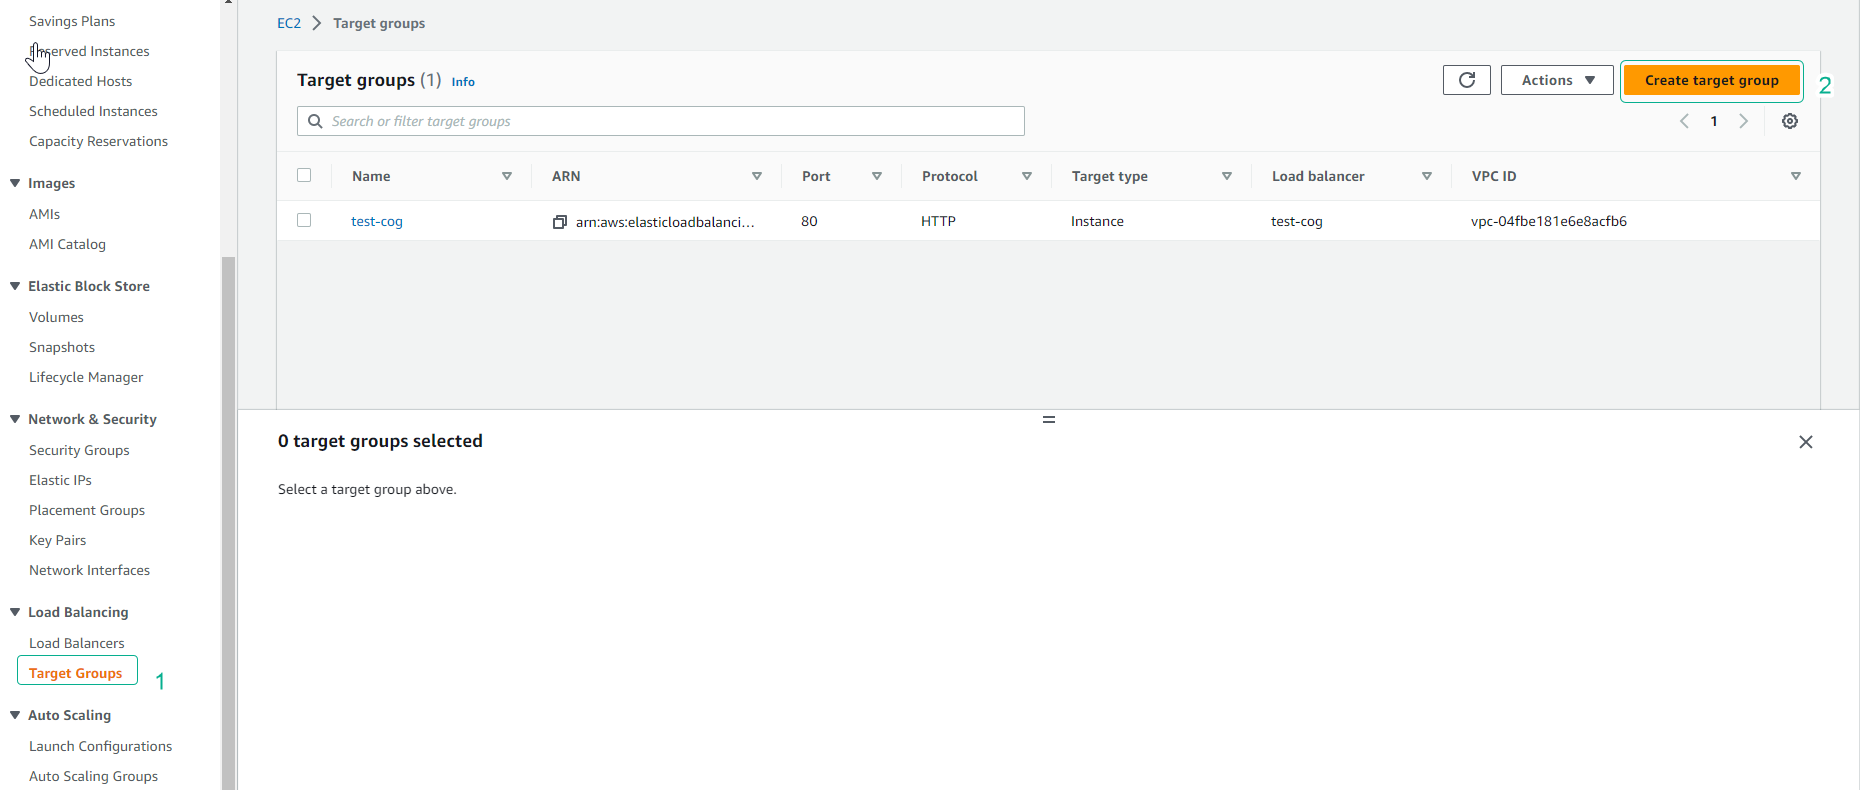 Savings Plans
Reserved Instances
Dedicated Hosts
Scheduled Instances
Capacity Reservations
Images
AMIs
AMI Catalog
Elastic Block Store
Volumes
Snapshots
Lifecycle Manager
Network & Security
Security Groups
Elastic IPs
Placement Groups
Key Pairs
Network Interfaces
Load Balancing
Load Balancers
Target Groups 1
Auto Scaling
Launch Configurations
Auto Scaling Groups
EC2 > Target groups
Target groups (1) Info Actions Create target group 2
Search or filter target groups 1
Name ARN Port Protocol Target type Load balancer VPC ID
test-cog arn:aws:elasticloadbalanci... 80 HTTP Instance test-cog vpc-04fbe181e6e8acfb6
0 target groups selected
Select a target group above.